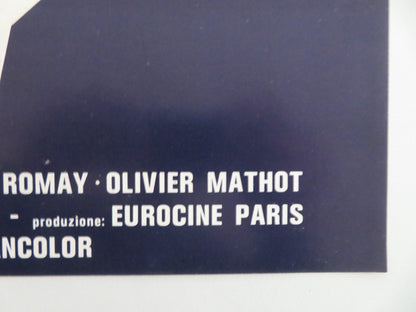 ROMAY · OLIVIER MATHOT
- produzione: EUROCINE PARIS
NCOLOR